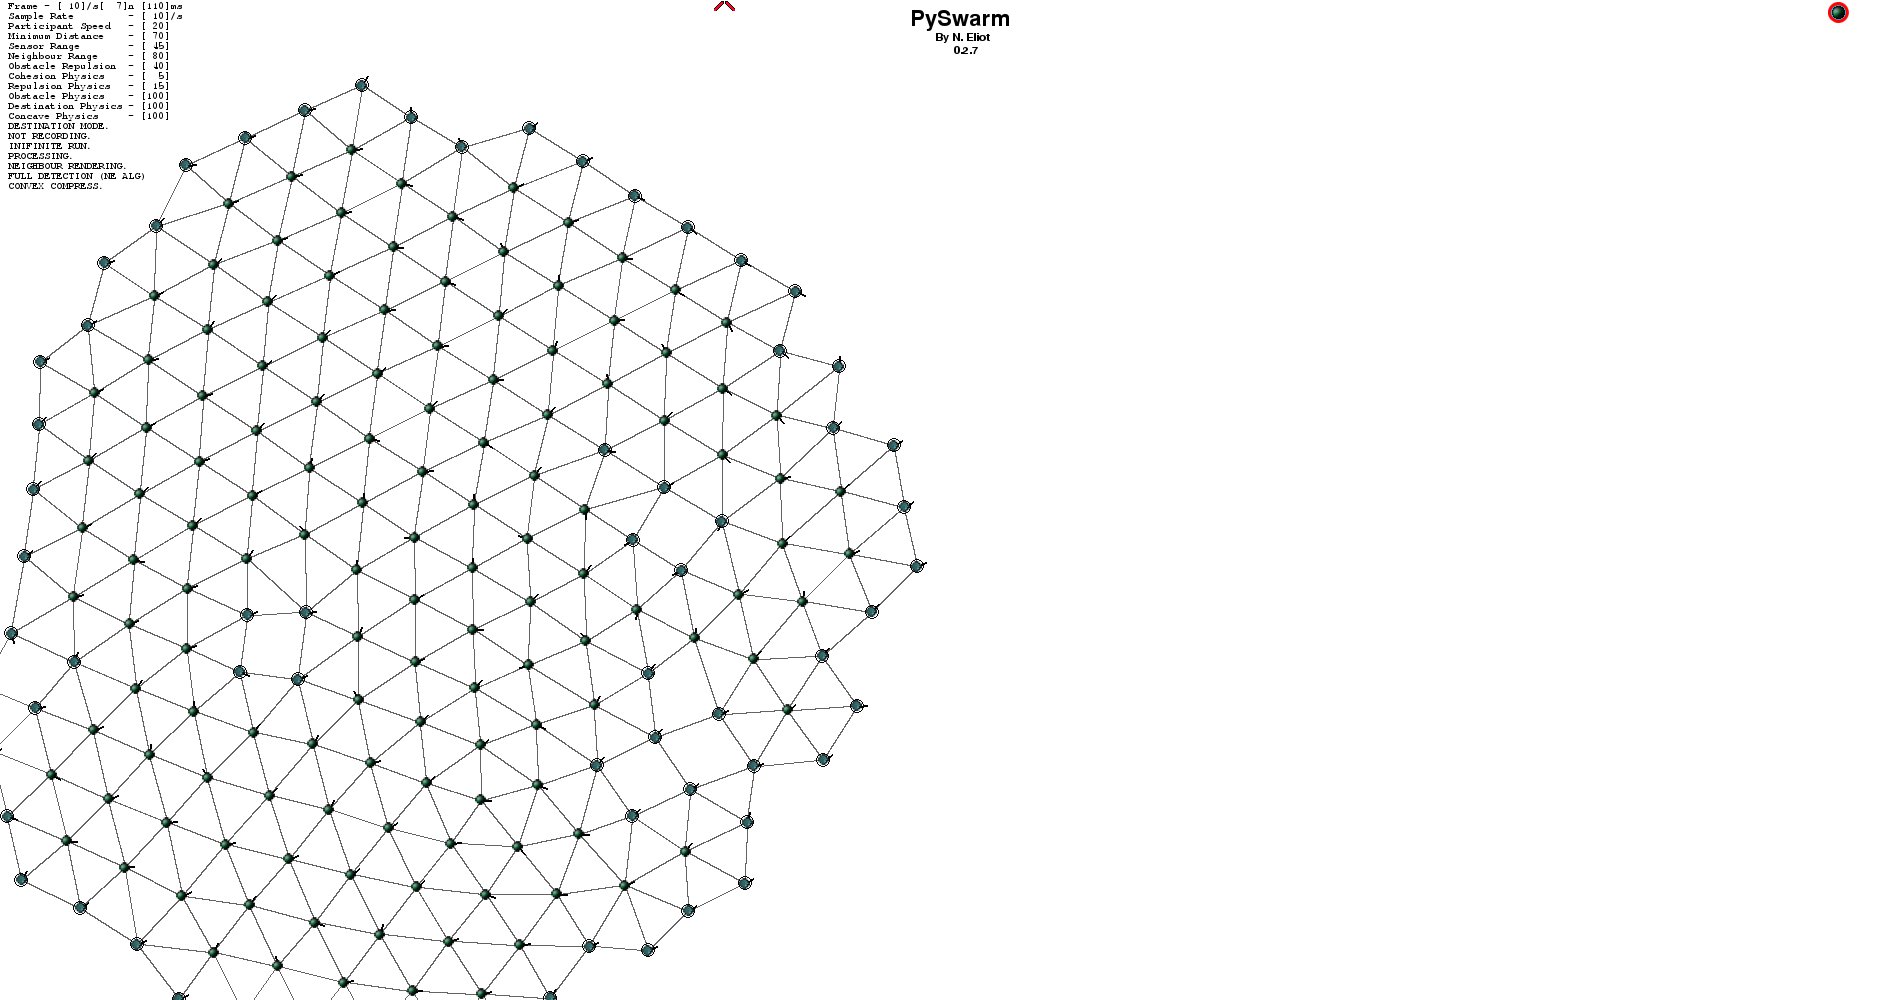 Frame - [ 10]/s[  7]n [110]ms
Sample Rate     - [ 10]/s
Participant Speed  - [ 20]
Minimum Distance   - [ 70]
Sensor Range    - [ 45]
Neighbour Range   - [ 80]
Obstacle Repulsion  - [ 40]
Cohesion Physics   - [  5]
Repulsion Physics  - [ 15]
Obstacle Physics   - [100]
Destination Physics - [100]
Concave Physics   - [100]
DESTINATION MODE.
NOT RECORDING.
INIFINITE RUN.
PROCESSING.
NEIGHBOUR RENDERING.
FULL DETECTION (NE ALG)
CONVEX COMPRESS.
PySwarm
By N. Eliot
0.2.7